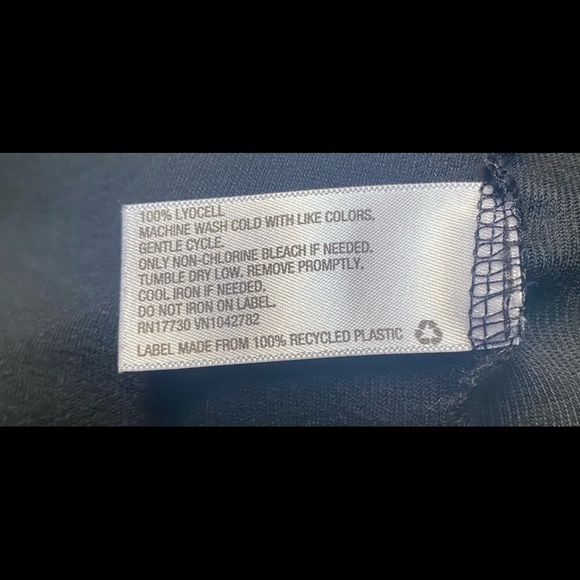 100% LYOCELL
MACHINE WASH COLD WITH LIKE COLORS.
GENTLE CYCLE.
ONLY NON-CHLORINE BLEACH IF NEEDED.
TUMBLE DRY LOW. REMOVE PROMPTLY.
COOL IRON IF NEEDED.
DO NOT IRON ON LABEL.
RN17730 VN1042782
LABEL MADE FROM 100% RECYCLED PLASTIC